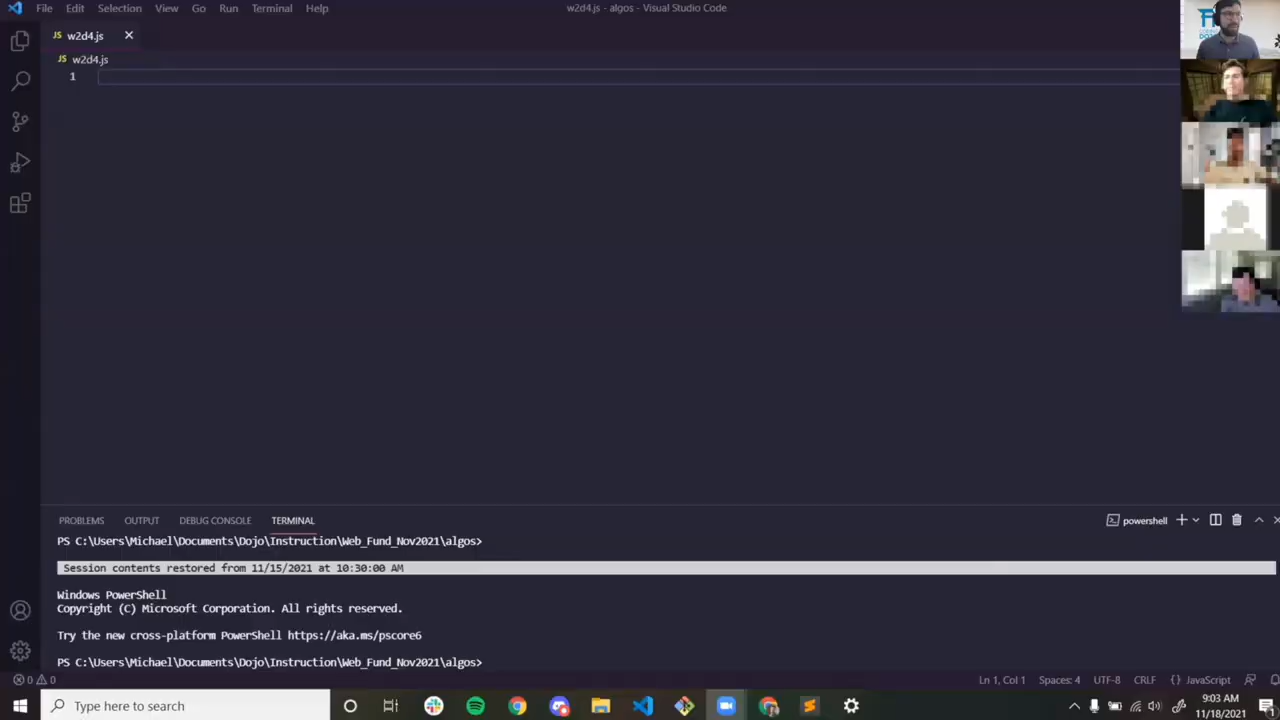 File Edit Selection View Go Run Terminal Help
w2d4.js - algos - Visual Studio Code
JS w2d4.js
JS w2d4.js
1
PROBLEMS OUTPUT DEBUG CONSOLE TERMINAL
powershell
PS C:\Users\Michael\Documents\Dojo\Instruction\Web_Fund_Nov2021\algos>
Session contents restored from 11/15/2021 at 10:30:00 AM
Windows PowerShell
Copyright (C) Microsoft Corporation. All rights reserved.
Try the new cross-platform PowerShell https://aka.ms/pscore6
PS C:\Users\Michael\Documents\Dojo\Instruction\Web_Fund_Nov2021\algos>
0 0
Ln 1, Col 1 Spaces: 4 UTF-8 CRLF {} JavaScript
Type here to search
9:03 AM
11/18/2021